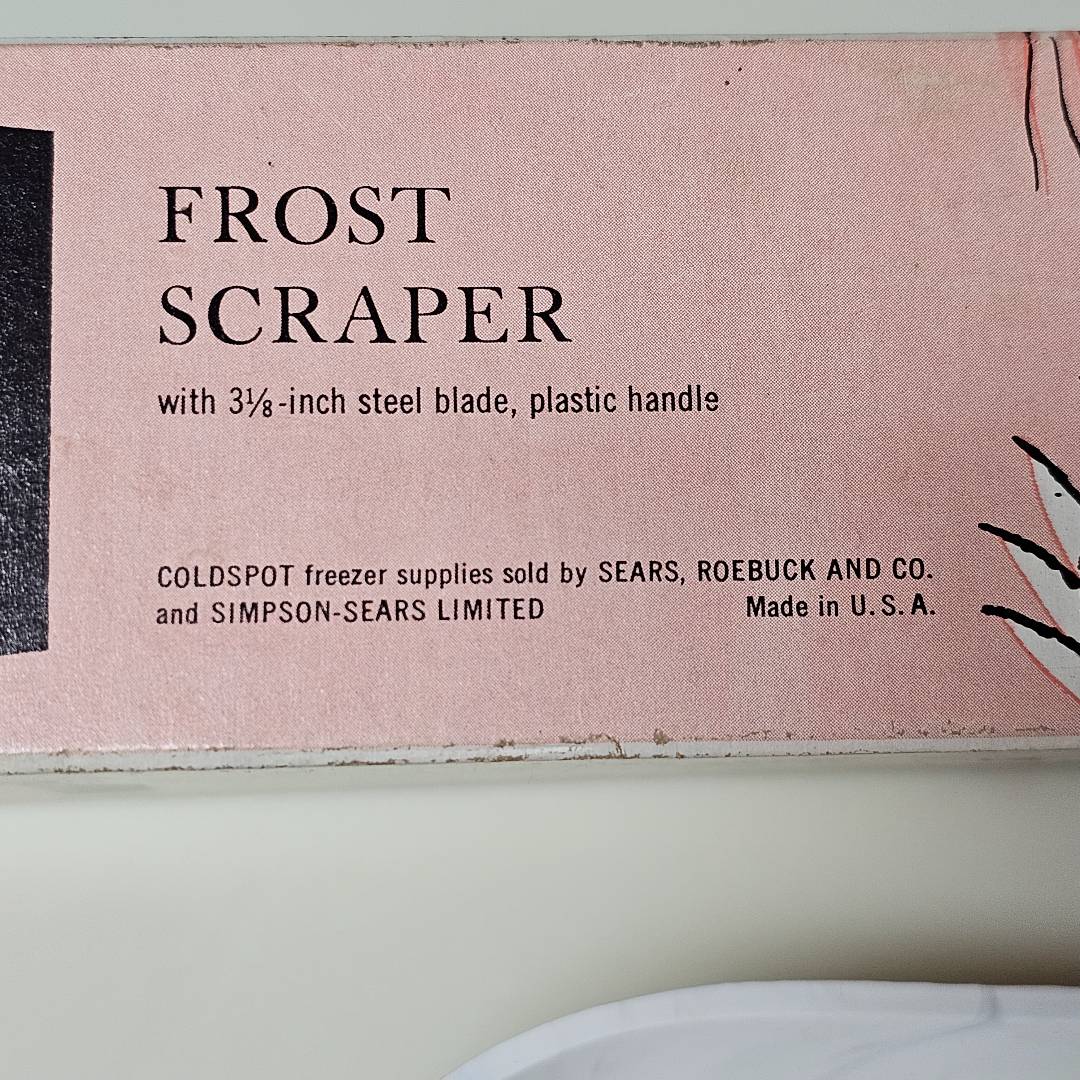 FROST
SCRAPER
with 3⅛-inch steel blade, plastic handle
COLDSPOT freezer supplies sold by SEARS, ROEBUCK AND CO.
and SIMPSON-SEARS LIMITED Made in U.S.A.